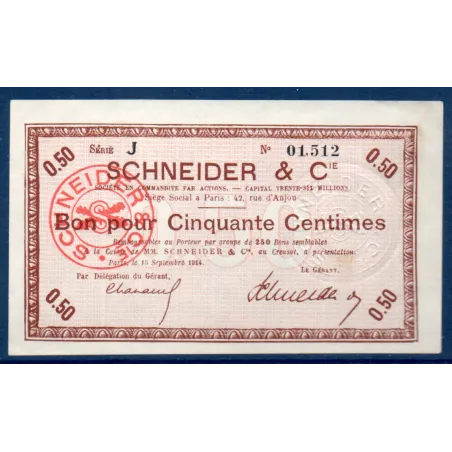 0.50 0.50
Série J No 01.512
SCHNEIDER & CIE
SOCIÉTÉ EN COMMANDITE PAR ACTIONS. — CAPITAL TRENTE-SIX MILLIONS
Siège Social à Paris: 42, rue d'Anjou
Bon pour Cinquante Centimes
Remboursables au Porteur par groupe de 250 Bons semblables
à la Caisse de MM. SCHNEIDER & Cie, au Creusot, à présentation.
Paris, le 15 Septembre 1914.
Par Délégation du Gérant, LE GÉRANT,
Schneider
0.50 0.50
SCHNEIDER &